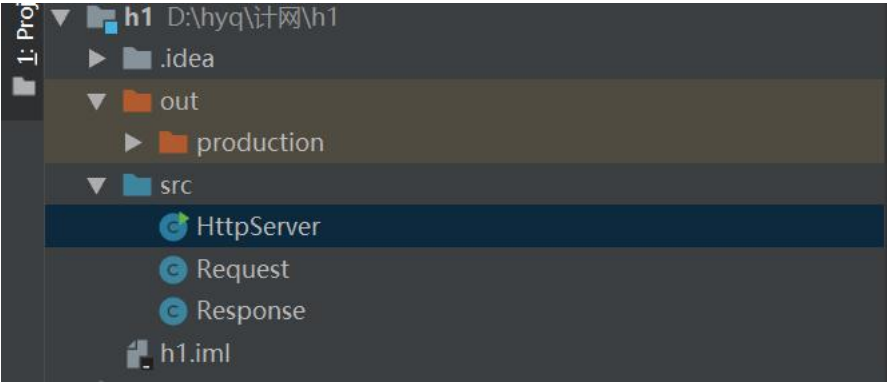 1: Proj
h1 D:\hyq\计网\h1
.idea
out
production
src
HttpServer
Request
Response
h1.iml